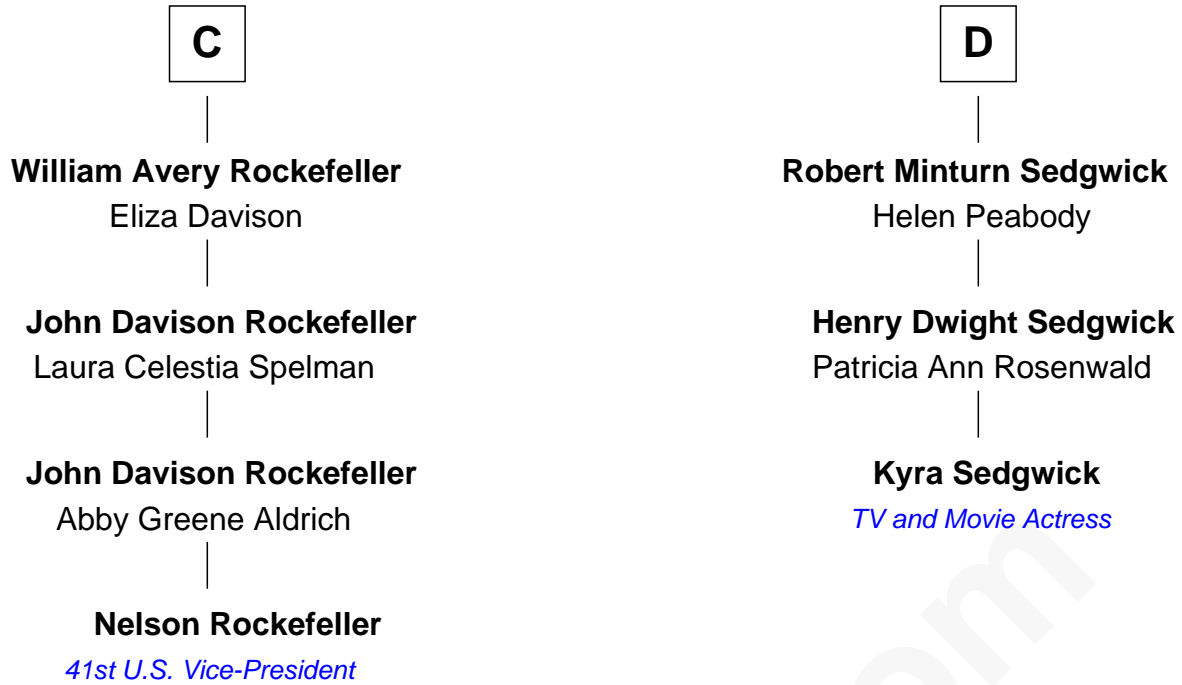 C
William Avery Rockefeller
Eliza Davison
John Davison Rockefeller
Laura Celestia Spelman
John Davison Rockefeller
Abby Greene Aldrich
Nelson Rockefeller
41st U.S. Vice-President
D
Robert Minturn Sedgwick
Helen Peabody
Henry Dwight Sedgwick
Patricia Ann Rosenwald
Kyra Sedgwick
TV and Movie Actress
om